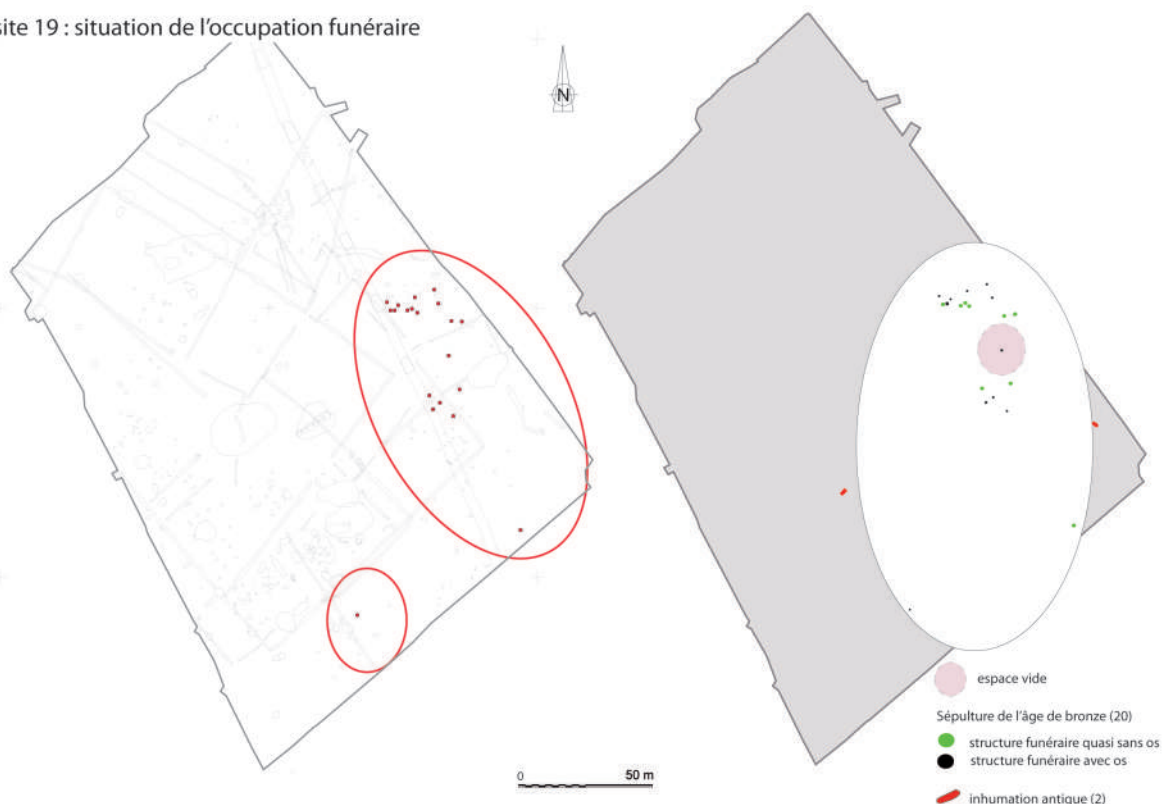 site 19 : situation de l’occupation funéraire
N
espace vide
Sépulture de l’âge de bronze (20)
structure funéraire quasi sans os
structure funéraire avec os
inhumation antique (2)
0 50 m